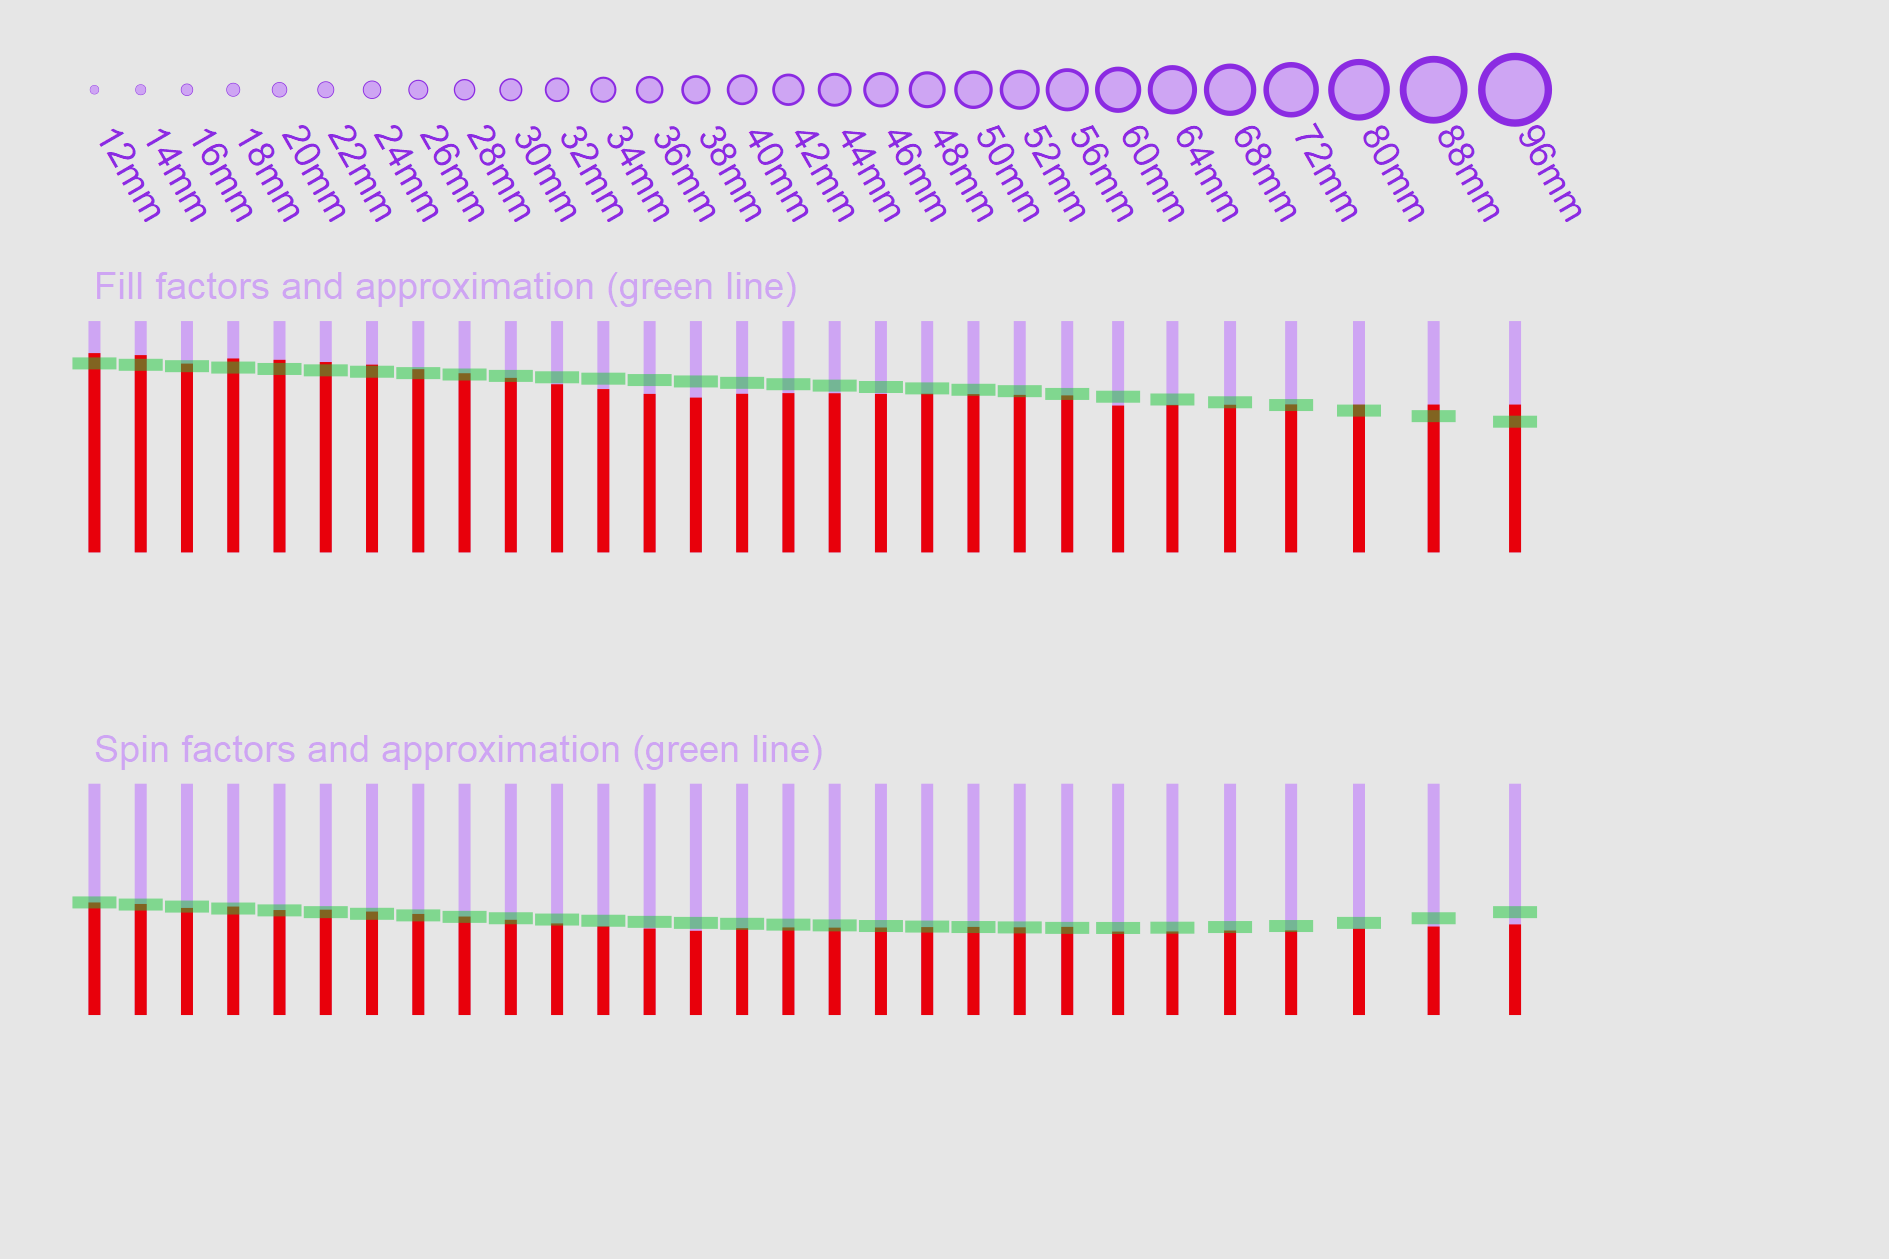 12mm 14mm 16mm 18mm 20mm 22mm 24mm 26mm 28mm 30mm 32mm 34mm 36mm 38mm 40mm 42mm 44mm 46mm 48mm 50mm 52mm 56mm 60mm 64mm 68mm 72mm 80mm 88mm 96mm
Fill factors and approximation (green line)
Spin factors and approximation (green line)